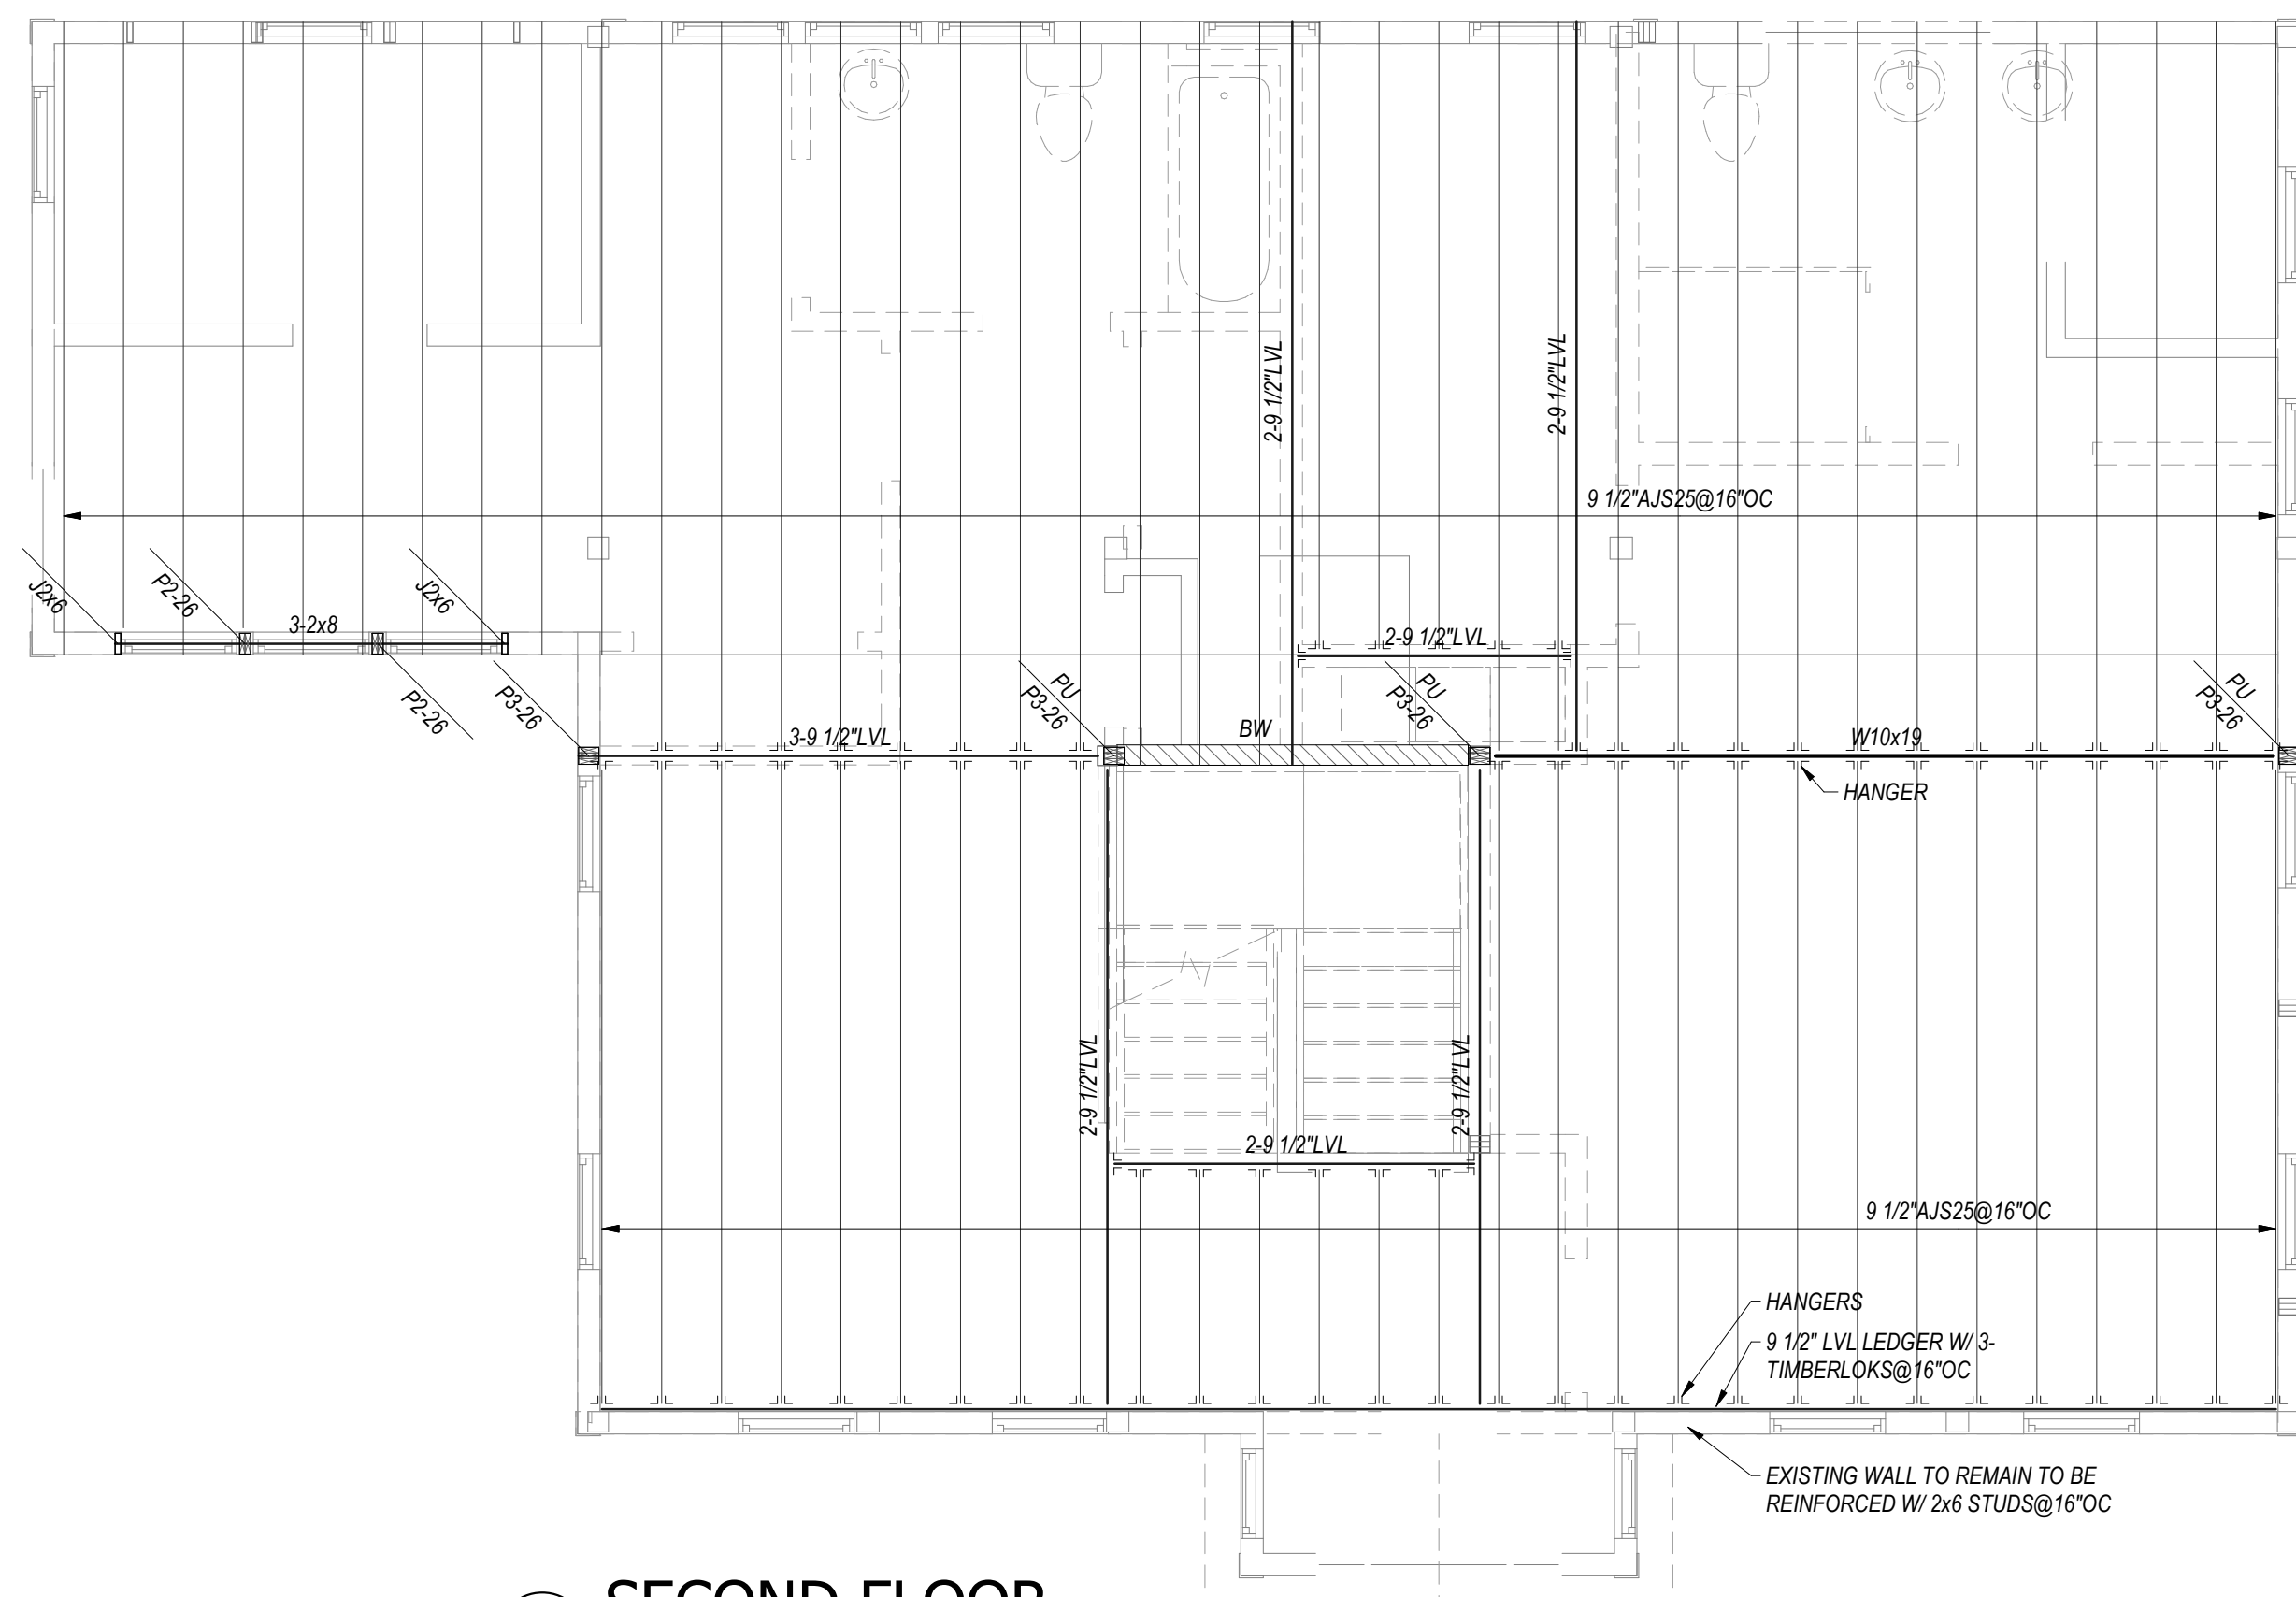 2-9 1/2"LVL
2-9 1/2"LVL
9 1/2"AJS25@16"OC
J2x6
P2-26
J2x6
3-2x8
P2-26
P3-26
PU
P3-26
2-9 1/2"LVL
PU
P3-26
PU
P3-26
3-9 1/2"LVL
BW
W10x19
HANGER
2-9 1/2"LVL
2-9 1/2"LVL
2-9 1/2"LVL
9 1/2"AJS25@16"OC
HANGERS
9 1/2" LVL LEDGER W/ 3-
TIMBERLOKS@16"OC
EXISTING WALL TO REMAIN TO BE
REINFORCED W/ 2x6 STUDS@16"OC
SECOND FLOOR